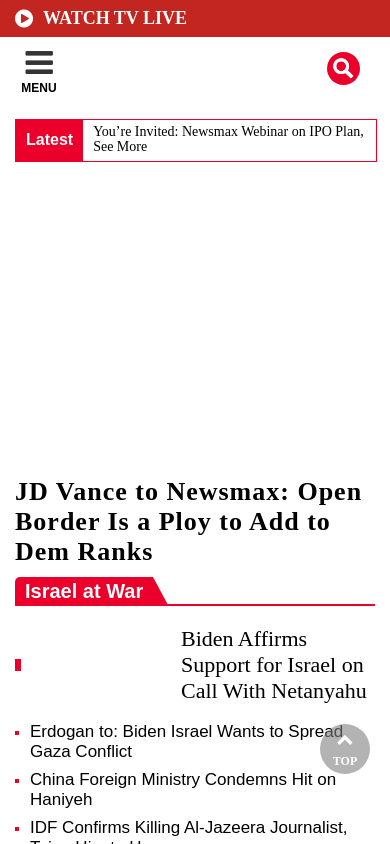 WATCH TV LIVE
MENU
Latest
You’re Invited: Newsmax Webinar on IPO Plan,
See More
JD Vance to Newsmax: Open
Border Is a Ploy to Add to
Dem Ranks
Israel at War
Biden Affirms
Support for Israel on
Call With Netanyahu
Erdogan to: Biden Israel Wants to Spread
Gaza Conflict
China Foreign Ministry Condemns Hit on
Haniyeh
TOP
IDF Confirms Killing Al-Jazeera Journalist,